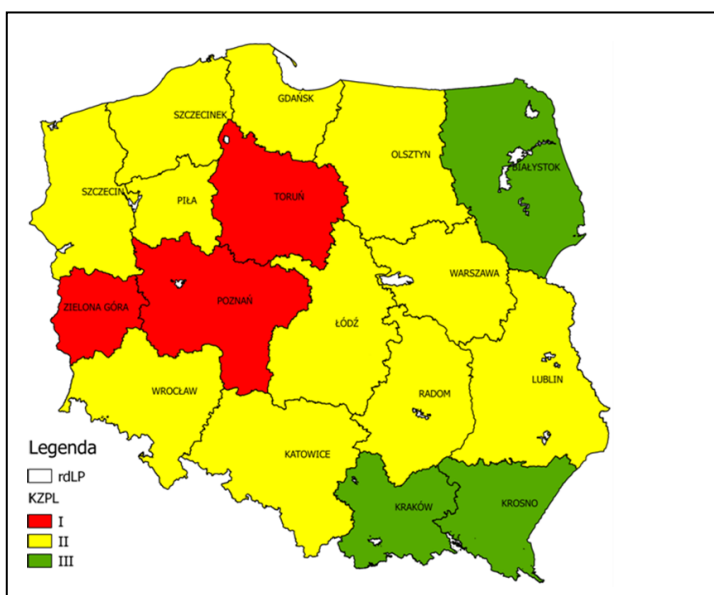 GDAŃSK
SZCZECINEK
OLSZTYN
BIAŁYSTOK
SZCZECIN
PIŁA
TORUŃ
WARSZAWA
ZIELONA GÓRA
POZNAŃ
ŁÓDŹ
LUBLIN
WROCŁAW
RADOM
KATOWICE
KRAKÓW
KROSNO
Legenda
rdLP
KZPL
I
II
III